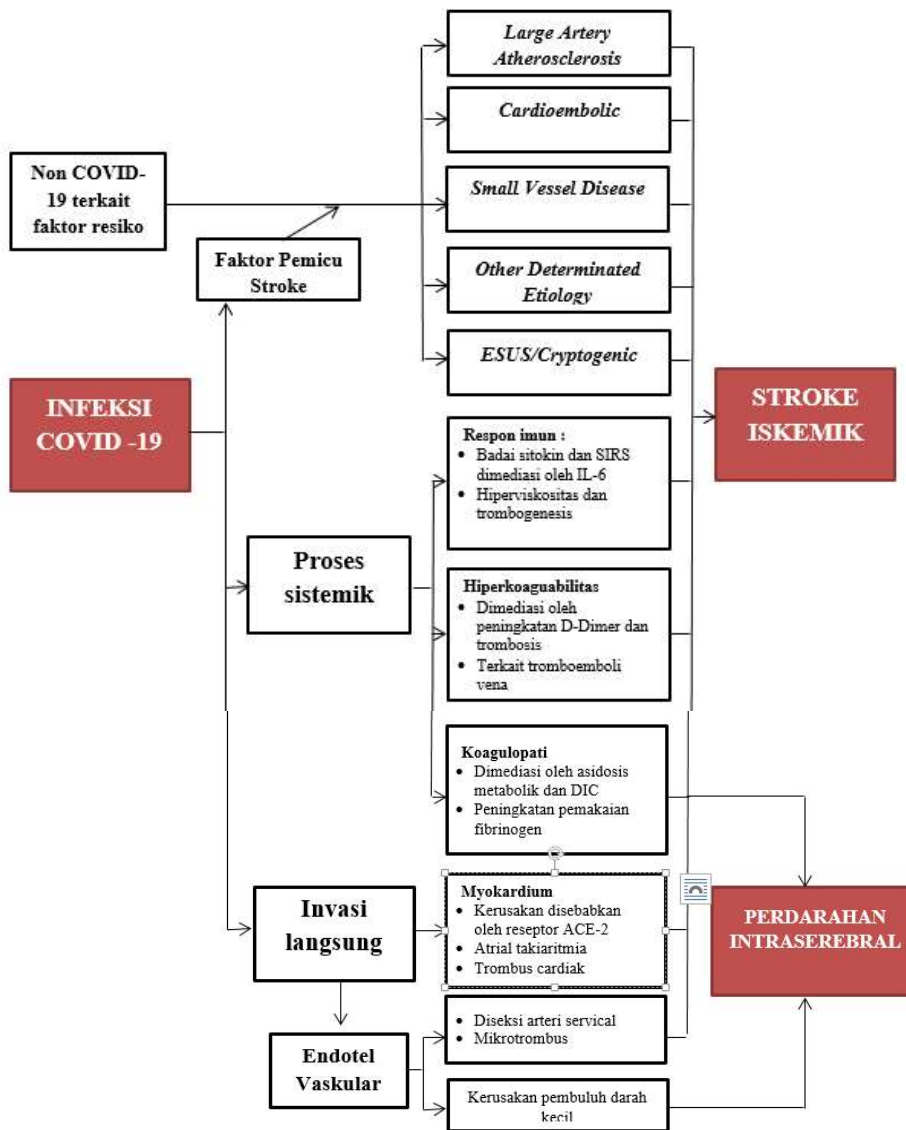 Large Artery
Atherosclerosis
Cardioembolic
Non COVID-
19 terkait
faktor resiko
Small Vessel Disease
Faktor Pemicu
Stroke
Other Determinated
Etiology
ESUS/Cryptogenic
INFEKSI
COVID -19
STROKE
ISKEMIK
Respon imun :
• Badai sitokin dan SIRS
dimediasi oleh IL-6
• Hiperviskositas dan
trombogenesis
Proses
sistemik
Hiperkoaguabilitas
• Dimediasi oleh
peningkatan D-Dimer dan
trombosis
• Terkait tromboemboli
vena
Koagulopati
• Dimediasi oleh asidosis
metabolik dan DIC
• Peningkatan pemakaian
fibrinogen
Invasi
langsung
Myokardium
• Kerusakan disebabkan
oleh reseptor ACE-2
• Atrial takiaritmia
• Trombus cardiak
PERDARAHAN
INTRASEREBRAL
Endotel
Vaskular
• Diseksi arteri servical
• Mikrotrombus
Kerusakan pembuluh darah
kecil